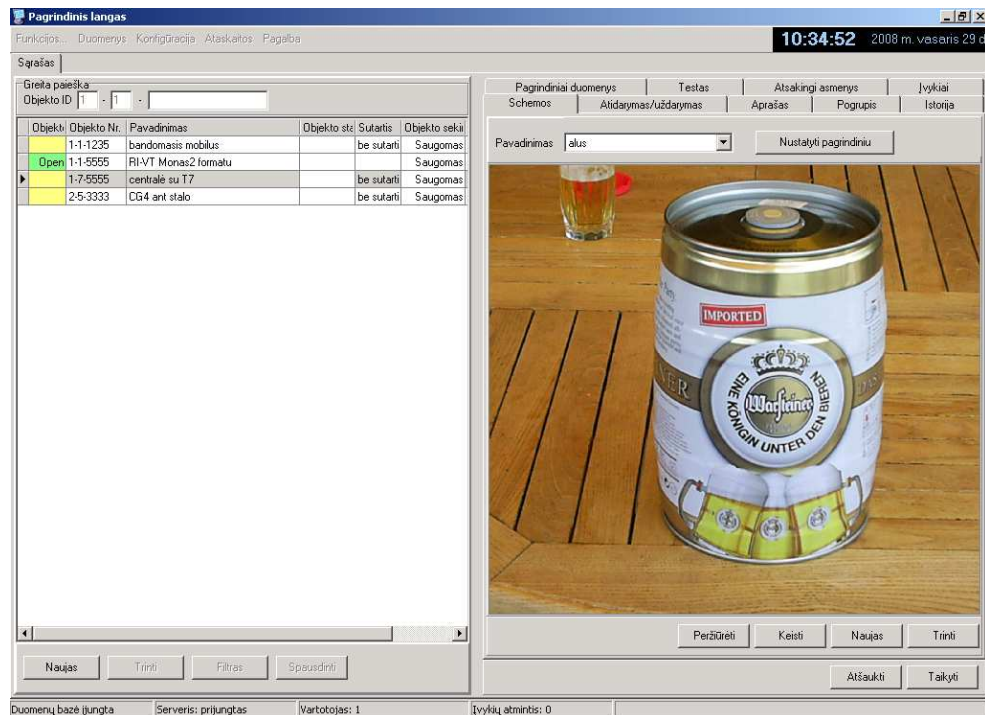 Pagrindinis langas
Funkcijos... Duomenys Konfigūracija Ataskaitos Pagalba
10:34:52 2008 m. vasaris 29 d
Sąrašas
Greita paieška
Objekto ID 1 - 1 -
Objekto Objekto Nr. Pavadinimas Objekto sta Sutartis Objekto sekii
1-1-1235 bandomasis mobilus be sutarti Saugomas
Open 1-1-5555 RI-VT Monas2 formatu Saugomas
1-7-5555 centralė su T7 be sutarti Saugomas
2-5-3333 CG4 ant stalo be sutarti Saugomas
Naujas Trinti Filtras Spausdinti
Pagrindiniai duomenys Testas Atsakingi asmenys Įvykiai
Schemos Atidarymas/uždarymas Aprašas Pogrupis Istorija
Pavadinimas alus Nustatyti pagrindiniu
IMPORTED
EINE KÖNIGIN UNTER DEN BIEREN
Warsteiner
Peržiūrėti Keisti Naujas Trinti
Atšaukti Taikyti
Duomenų bazė įjungta Serveris: prijungtas Vartotojas: 1 Įvykių atmintis: 0